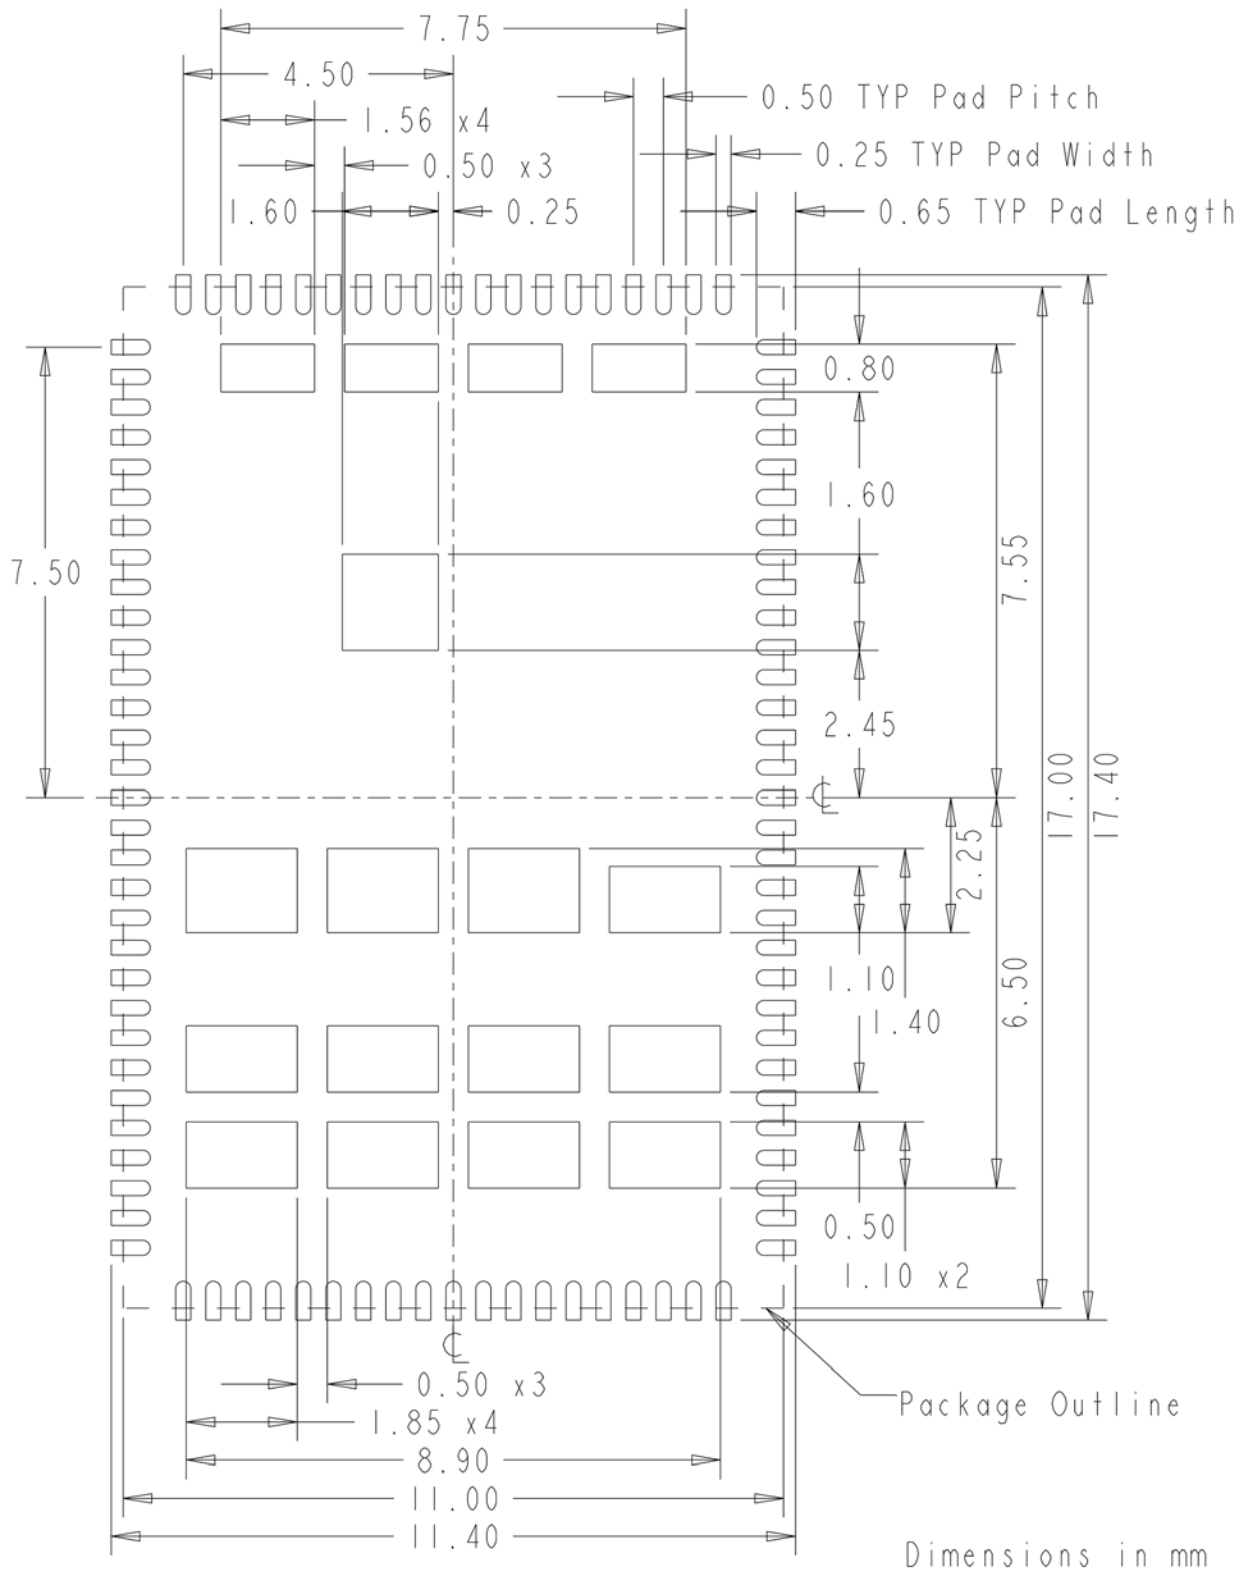 7.75
4.50
0.50 TYP Pad Pitch
1.56 x4
0.25 TYP Pad Width
0.50 x3
1.60
0.25
0.65 TYP Pad Length
0.80
1.60
7.55
7.50
2.45
17.00
17.40
℄
2.25
1.10
6.50
1.40
0.50
1.10 x2
℄
0.50 x3
Package Outline
1.85 x4
8.90
11.00
11.40
Dimensions in mm